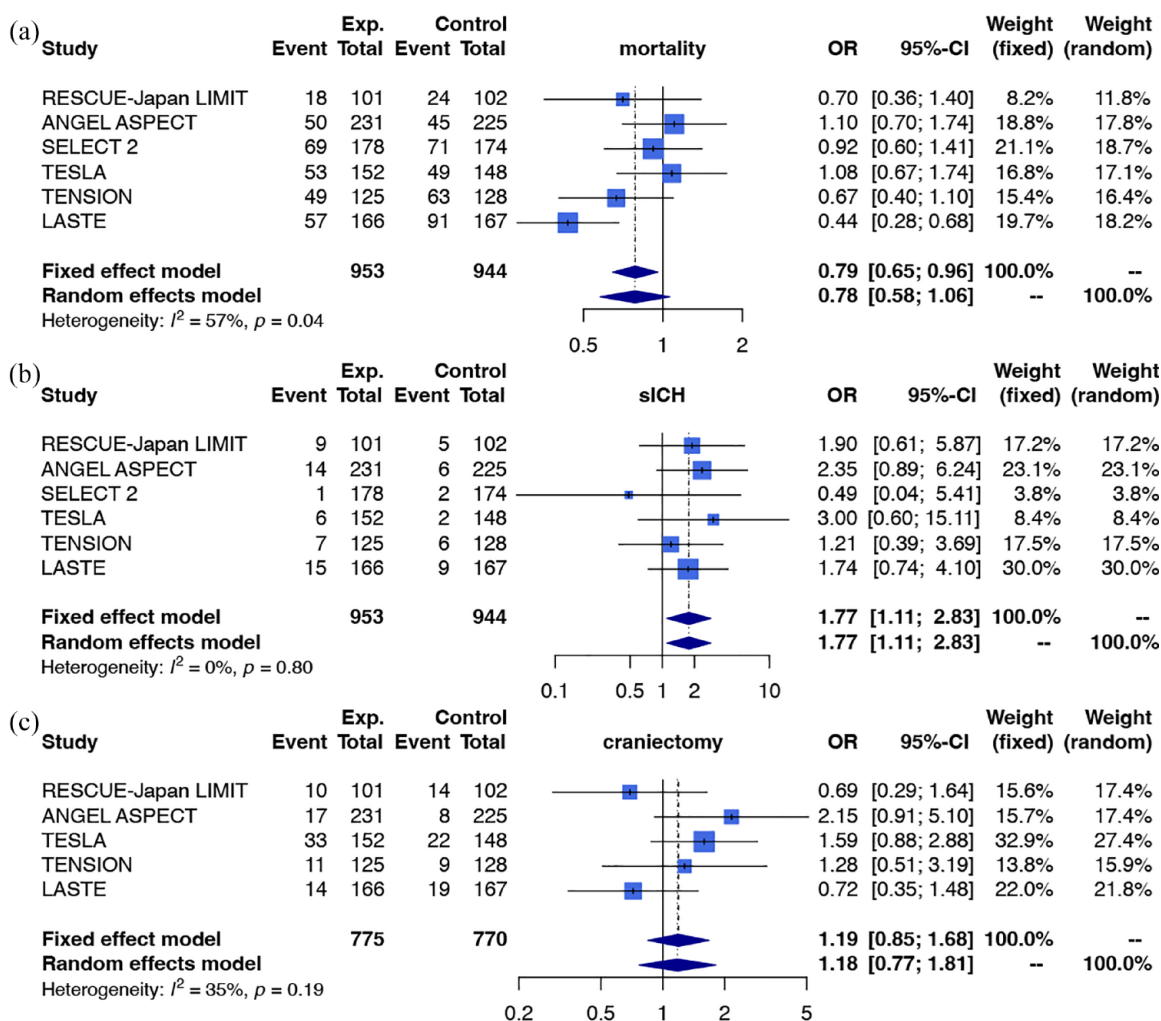 (a)
Exp. Control Weight Weight
Study Event Total Event Total mortality OR 95%-CI (fixed) (random)
RESCUE-Japan LIMIT 18 101 24 102 0.70 [0.36; 1.40] 8.2% 11.8%
ANGEL ASPECT 50 231 45 225 1.10 [0.70; 1.74] 18.8% 17.8%
SELECT 2 69 178 71 174 0.92 [0.60; 1.41] 21.1% 18.7%
TESLA 53 152 49 148 1.08 [0.67; 1.74] 16.8% 17.1%
TENSION 49 125 63 128 0.67 [0.40; 1.10] 15.4% 16.4%
LASTE 57 166 91 167 0.44 [0.28; 0.68] 19.7% 18.2%
Fixed effect model 953 944 0.79 [0.65; 0.96] 100.0% --
Random effects model 0.78 [0.58; 1.06] -- 100.0%
Heterogeneity: I² = 57%, p = 0.04
0.5 1 2
(b)
Exp. Control Weight Weight
Study Event Total Event Total sICH OR 95%-CI (fixed) (random)
RESCUE-Japan LIMIT 9 101 5 102 1.90 [0.61; 5.87] 17.2% 17.2%
ANGEL ASPECT 14 231 6 225 2.35 [0.89; 6.24] 23.1% 23.1%
SELECT 2 1 178 2 174 0.49 [0.04; 5.41] 3.8% 3.8%
TESLA 6 152 2 148 3.00 [0.60; 15.11] 8.4% 8.4%
TENSION 7 125 6 128 1.21 [0.39; 3.69] 17.5% 17.5%
LASTE 15 166 9 167 1.74 [0.74; 4.10] 30.0% 30.0%
Fixed effect model 953 944 1.77 [1.11; 2.83] 100.0% --
Random effects model 1.77 [1.11; 2.83] -- 100.0%
Heterogeneity: I² = 0%, p = 0.80
0.1 0.5 1 2 10
(c)
Exp. Control Weight Weight
Study Event Total Event Total craniectomy OR 95%-CI (fixed) (random)
RESCUE-Japan LIMIT 10 101 14 102 0.69 [0.29; 1.64] 15.6% 17.4%
ANGEL ASPECT 17 231 8 225 2.15 [0.91; 5.10] 15.7% 17.4%
TESLA 33 152 22 148 1.59 [0.88; 2.88] 32.9% 27.4%
TENSION 11 125 9 128 1.28 [0.51; 3.19] 13.8% 15.9%
LASTE 14 166 19 167 0.72 [0.35; 1.48] 22.0% 21.8%
Fixed effect model 775 770 1.19 [0.85; 1.68] 100.0% --
Random effects model 1.18 [0.77; 1.81] -- 100.0%
Heterogeneity: I² = 35%, p = 0.19
0.2 0.5 1 2 5